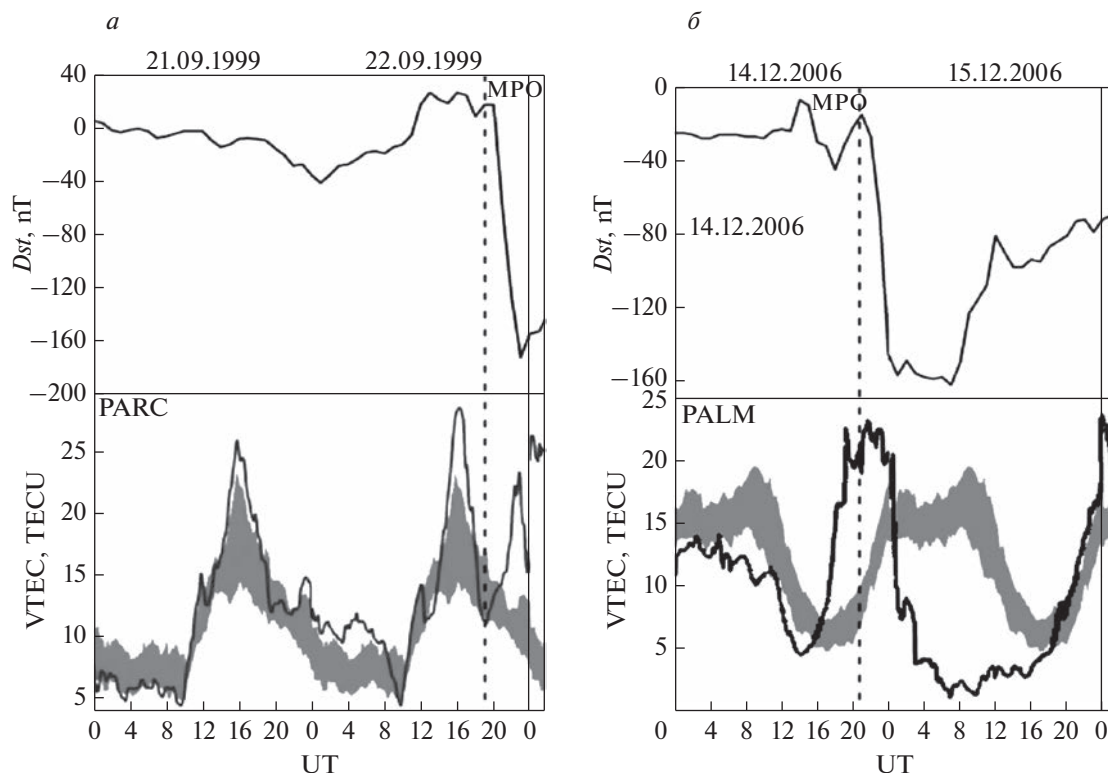 а
21.09.1999 22.09.1999
40
0
−40
−80
−120
−160
−200
Dst, nT
МРО
PARC
25
20
15
10
5
VTEC, TECU
0 4 8 12 16 20 0 4 8 12 16 20 0
UT
б
14.12.2006 15.12.2006
0
−40
−80
−120
−160
Dst, nT
МРО
14.12.2006
PALM
25
20
15
10
5
VTEC, TECU
0 4 8 12 16 20 0 4 8 12 16 20 0
UT